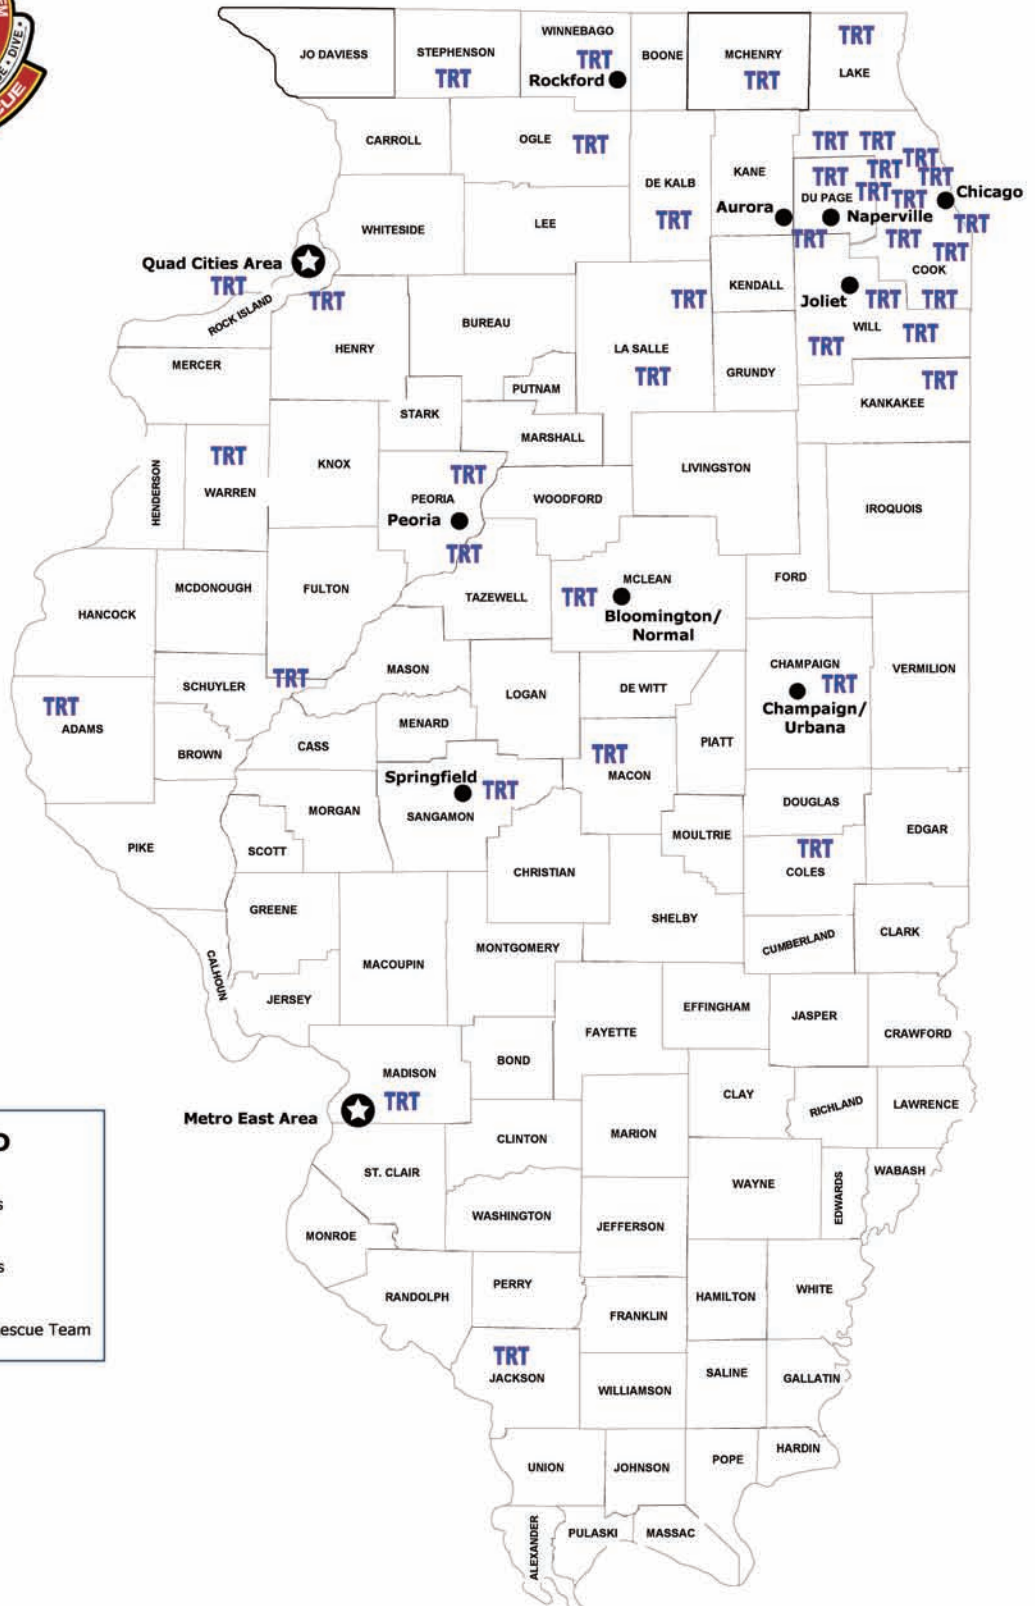 DIVE •
CUE
JO DAVIESS
STEPHENSON
TRT
WINNEBAGO
TRT
Rockford
BOONE
MCHENRY
TRT
TRT
LAKE
CARROLL
OGLE
TRT
DE KALB
TRT
KANE
Aurora
TRT
TRT
TRT
TRT
TRT
TRT
TRT
TRT
DU PAGE
Naperville
Chicago
TRT
TRT
TRT
TRT
COOK
WHITESIDE
LEE
Quad Cities Area
TRT
ROCK ISLAND
TRT
HENRY
BUREAU
PUTNAM
TRT
LA SALLE
TRT
KENDALL
GRUNDY
Joliet
TRT
TRT
WILL
TRT
TRT
TRT
KANKAKEE
MERCER
STARK
MARSHALL
HENDERSON
TRT
WARREN
KNOX
TRT
PEORIA
Peoria
TRT
WOODFORD
LIVINGSTON
IROQUOIS
HANCOCK
MCDONOUGH
FULTON
TAZEWELL
TRT
MCLEAN
Bloomington/
Normal
FORD
TRT
ADAMS
SCHUYLER
TRT
MASON
LOGAN
DE WITT
CHAMPAIGN
TRT
Champaign/
Urbana
VERMILION
BROWN
CASS
MENARD
Springfield
TRT
SANGAMON
TRT
MACON
PIATT
DOUGLAS
PIKE
SCOTT
MORGAN
CHRISTIAN
MOULTRIE
TRT
COLES
EDGAR
GREENE
CALHOUN
JERSEY
MACOUPIN
MONTGOMERY
SHELBY
CUMBERLAND
CLARK
FAYETTE
EFFINGHAM
JASPER
CRAWFORD
MADISON
TRT
Metro East Area
BOND
CLAY
RICHLAND
LAWRENCE
ST. CLAIR
CLINTON
MARION
WAYNE
EDWARDS
WABASH
MONROE
WASHINGTON
JEFFERSON
RANDOLPH
PERRY
FRANKLIN
HAMILTON
WHITE
TRT
JACKSON
WILLIAMSON
SALINE
GALLATIN
UNION
JOHNSON
POPE
HARDIN
ALEXANDER
PULASKI
MASSAC
escue Team